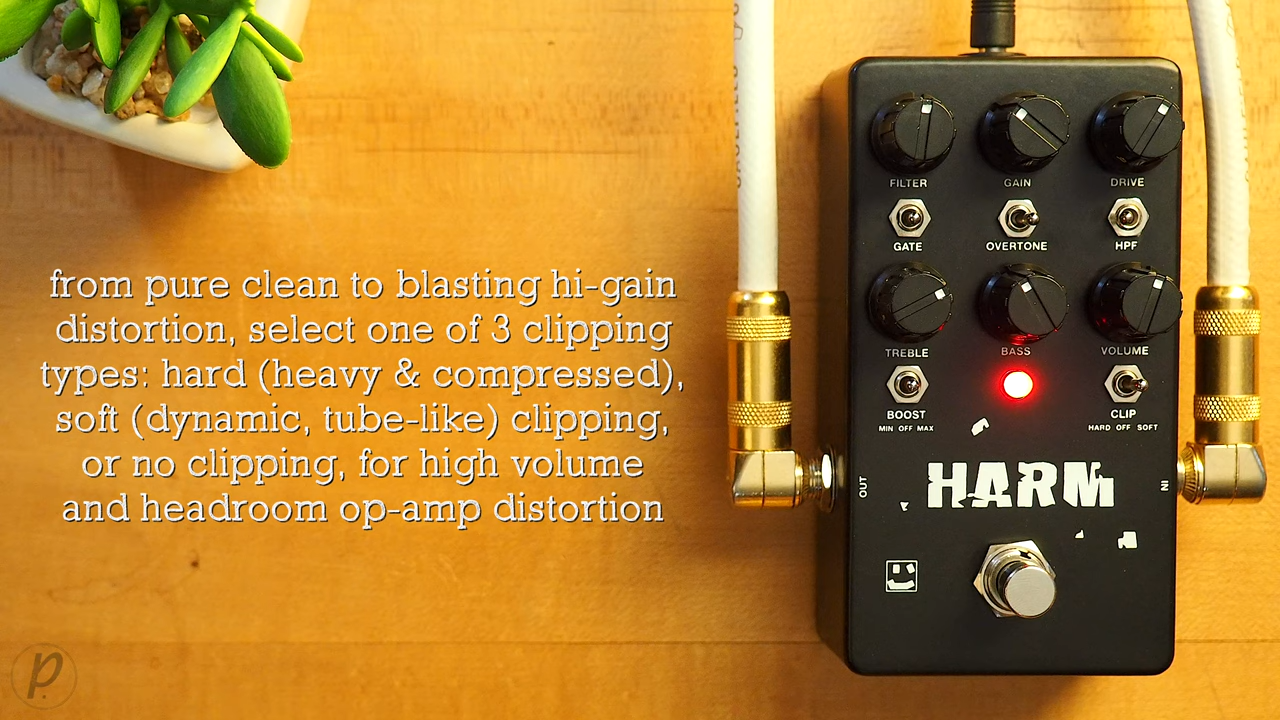 from pure clean to blasting hi-gain
distortion, select one of 3 clipping
types: hard (heavy & compressed),
soft (dynamic, tube-like) clipping,
or no clipping, for high volume
and headroom op-amp distortion
FILTER GAIN DRIVE
GATE OVERTONE HPF
TREBLE BASS VOLUME
BOOST CLIP
MIN OFF MAX HARD OFF SOFT
OUT IN
HARM
p